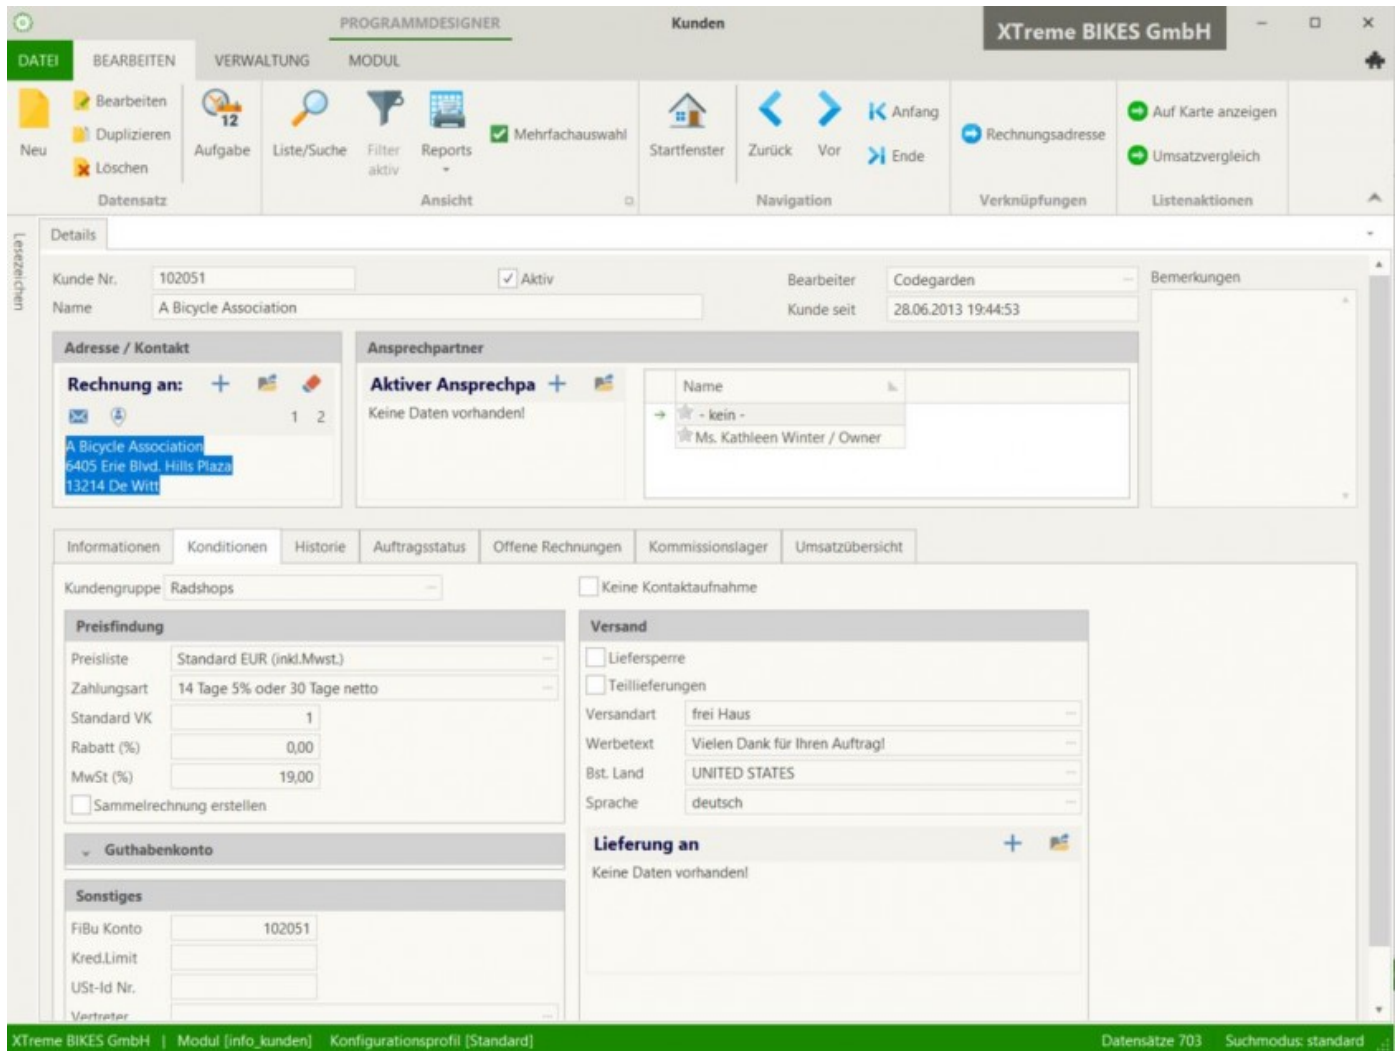 PROGRAMMDESIGNER Kunden XTreme BIKES GmbH
DATEI BEARBEITEN VERWALTUNG MODUL
Neu
Bearbeiten
Duplizieren
Löschen
Datensatz
12
Aufgabe
Liste/Suche
Filter
aktiv
Reports
Mehrfachauswahl
Ansicht
Startfenster
Zurück
Vor
Anfang
Ende
Navigation
Rechnungsadresse
Verknüpfungen
Auf Karte anzeigen
Umsatzvergleich
Listenaktionen
Lesezeichen
Details
Kunde Nr. 102051 Aktiv Bearbeiter Codegarden Bemerkungen
Name A Bicycle Association Kunde seit 28.06.2013 19:44:53
Adresse / Kontakt
Rechnung an:
1 2
A Bicycle Association
6405 Erie Blvd. Hills Plaza
13214 De Witt
Ansprechpartner
Aktiver Ansprechpa
Keine Daten vorhanden!
Name
- kein -
Ms. Kathleen Winter / Owner
Informationen Konditionen Historie Auftragsstatus Offene Rechnungen Kommissionslager Umsatzübersicht
Kundengruppe Radshops
Keine Kontaktaufnahme
Preisfindung
Preisliste Standard EUR (inkl.Mwst.)
Zahlungsart 14 Tage 5% oder 30 Tage netto
Standard VK 1
Rabatt (%) 0,00
MwSt (%) 19,00
Sammelrechnung erstellen
Guthabenkonto
Sonstiges
FiBu Konto 102051
Kred.Limit
USt-Id Nr.
Vertreter
Versand
Liefersperre
Teillieferungen
Versandart frei Haus
Werbetext Vielen Dank für Ihren Auftrag!
Bst. Land UNITED STATES
Sprache deutsch
Lieferung an
Keine Daten vorhanden!
XTreme BIKES GmbH | Modul [info_kunden] Konfigurationsprofil [Standard] Datensätze 703 Suchmodus: standard